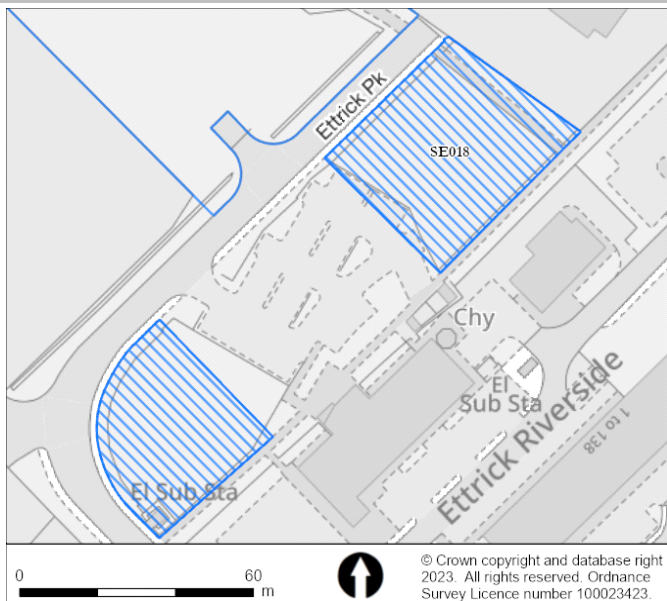 Ettrick Pk
SE018
Chy
El
Sub Sta
Ettrick Riverside
1 to 138
El Sub Sta
0
60
m
© Crown copyright and database right
2023. All rights reserved. Ordnance
Survey Licence number 100023423.